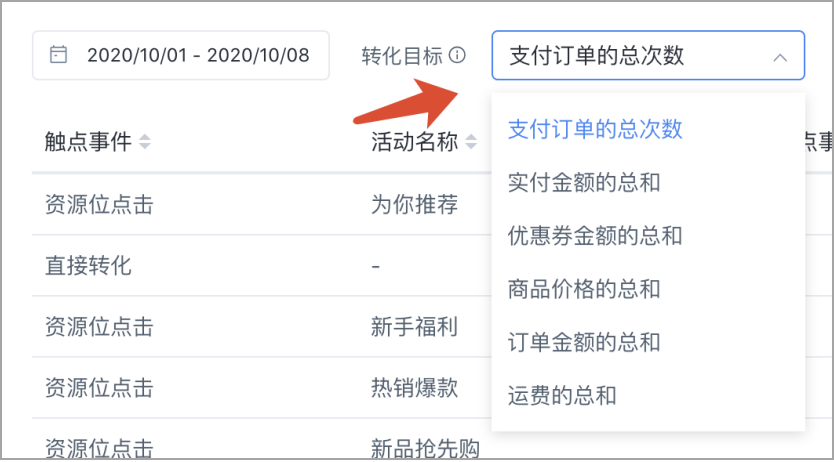 2020/10/01 - 2020/10/08 转化目标 支付订单的总次数
触点事件 活动名称
支付订单的总次数
实付金额的总和
优惠券金额的总和
商品价格的总和
订单金额的总和
运费的总和
资源位点击 为你推荐
直接转化 -
资源位点击 新手福利
资源位点击 热销爆款
资源位点击 新品抢先购